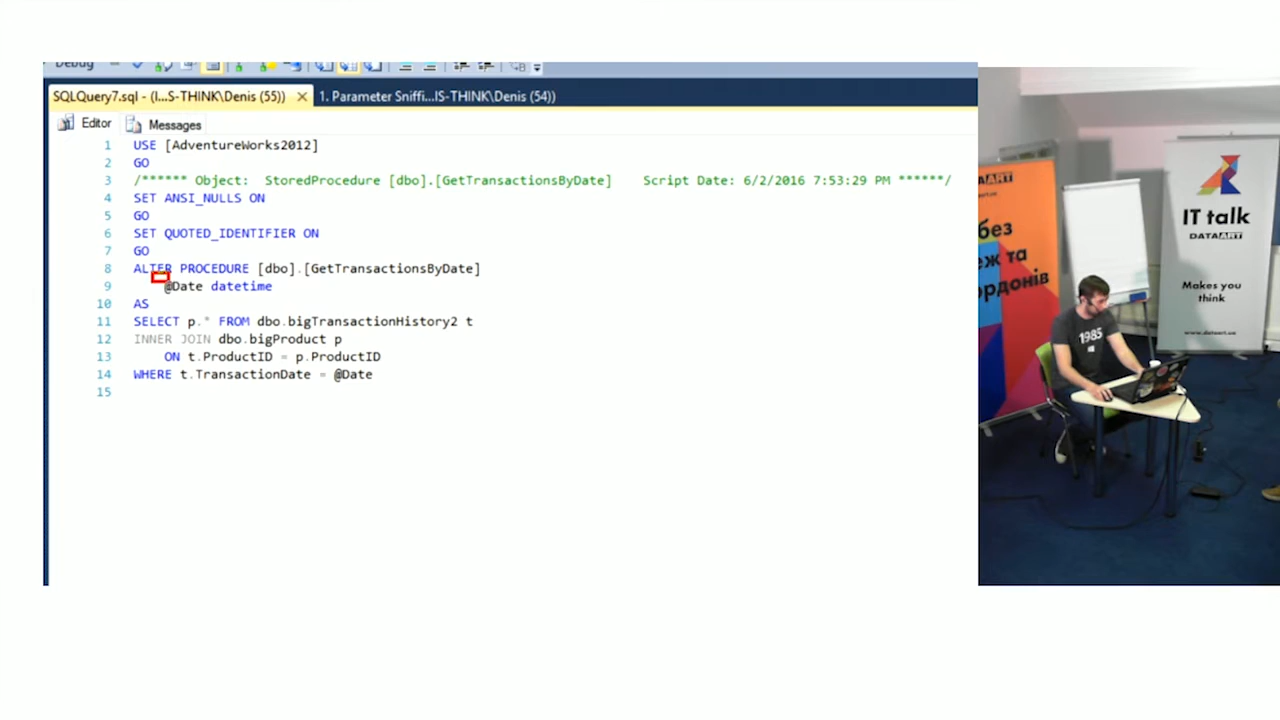 Debug
SQLQuery7.sql - (I...S-THINK\Denis (55))
1. Parameter Sniffi...IS-THINK\Denis (54))
Editor
Messages
1 USE [AdventureWorks2012]
2 GO
3 /****** Object:  StoredProcedure [dbo].[GetTransactionsByDate]    Script Date: 6/2/2016 7:53:29 PM ******/
4 SET ANSI_NULLS ON
5 GO
6 SET QUOTED_IDENTIFIER ON
7 GO
8 ALTER PROCEDURE [dbo].[GetTransactionsByDate]
9     @Date datetime
10 AS
11 SELECT p.* FROM dbo.bigTransactionHistory2 t
12 INNER JOIN dbo.bigProduct p
13     ON t.ProductID = p.ProductID
14 WHERE t.TransactionDate = @Date
15
без
1985
IT talk
DATAART
Makes you
think
www.dataart.ua